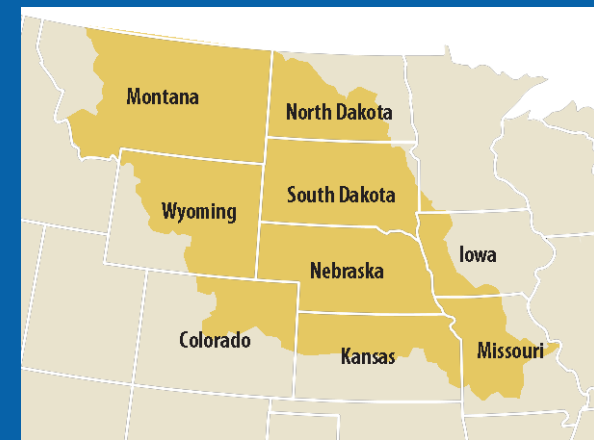 Montana
North Dakota
South Dakota
Wyoming
Iowa
Nebraska
Colorado
Kansas
Missouri